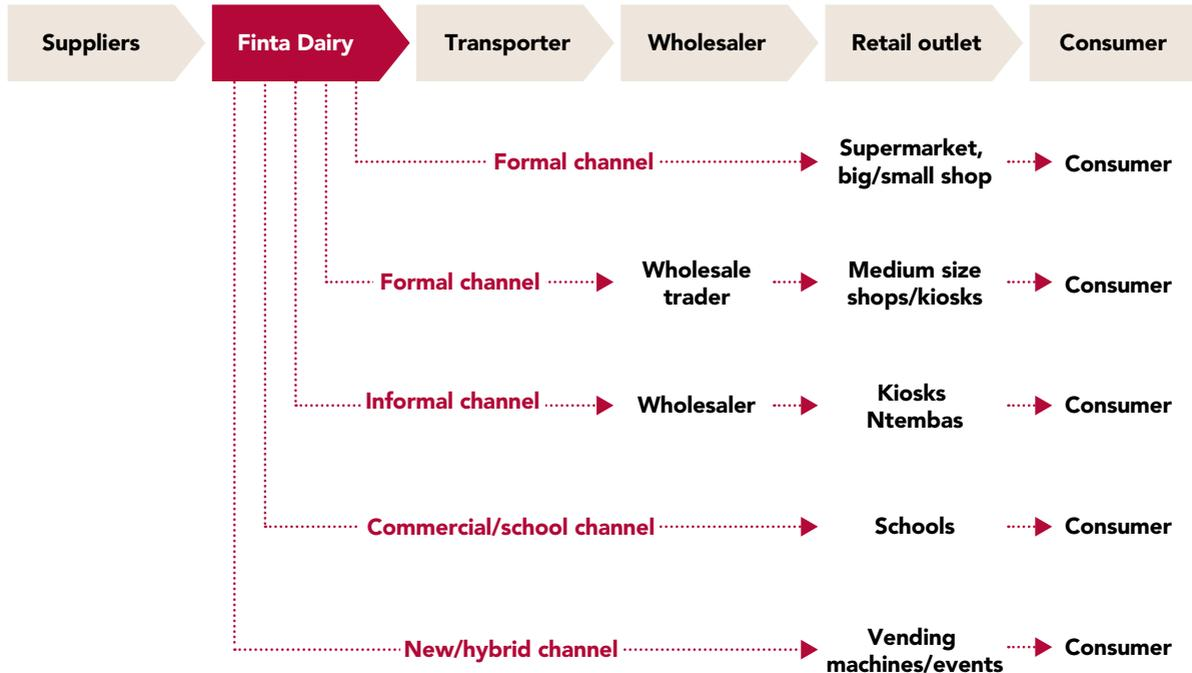 Suppliers
Finta Dairy
Transporter
Wholesaler
Retail outlet
Consumer
Formal channel
Supermarket,
big/small shop
Consumer
Formal channel
Wholesale
trader
Medium size
shops/kiosks
Consumer
Informal channel
Wholesaler
Kiosks
Ntembas
Consumer
Commercial/school channel
Schools
Consumer
New/hybrid channel
Vending
machines/events
Consumer